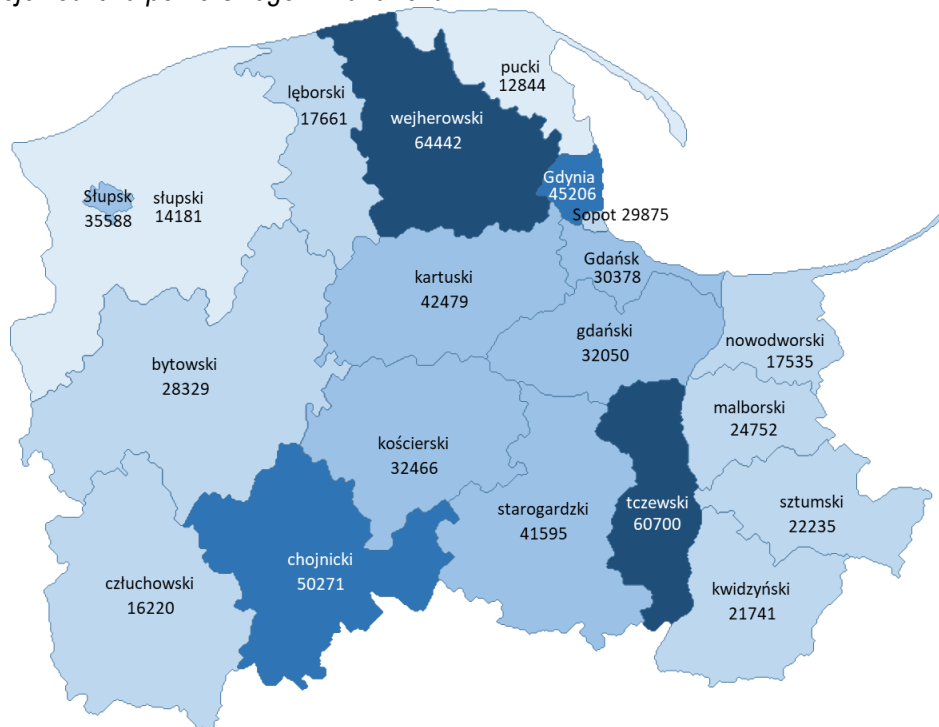 pucki
12844
lęborski
17661
wejherowski
64442
Gdynia
45206
Słupsk
35588
słupski
14181
Sopot 29875
Gdańsk
30378
kartuski
42479
gdański
32050
nowodworski
17535
bytowski
28329
malborski
24752
kościerski
32466
starogardzki
41595
tczewski
60700
sztumski
22235
chojnicki
50271
człuchowski
16220
kwidzyński
21741